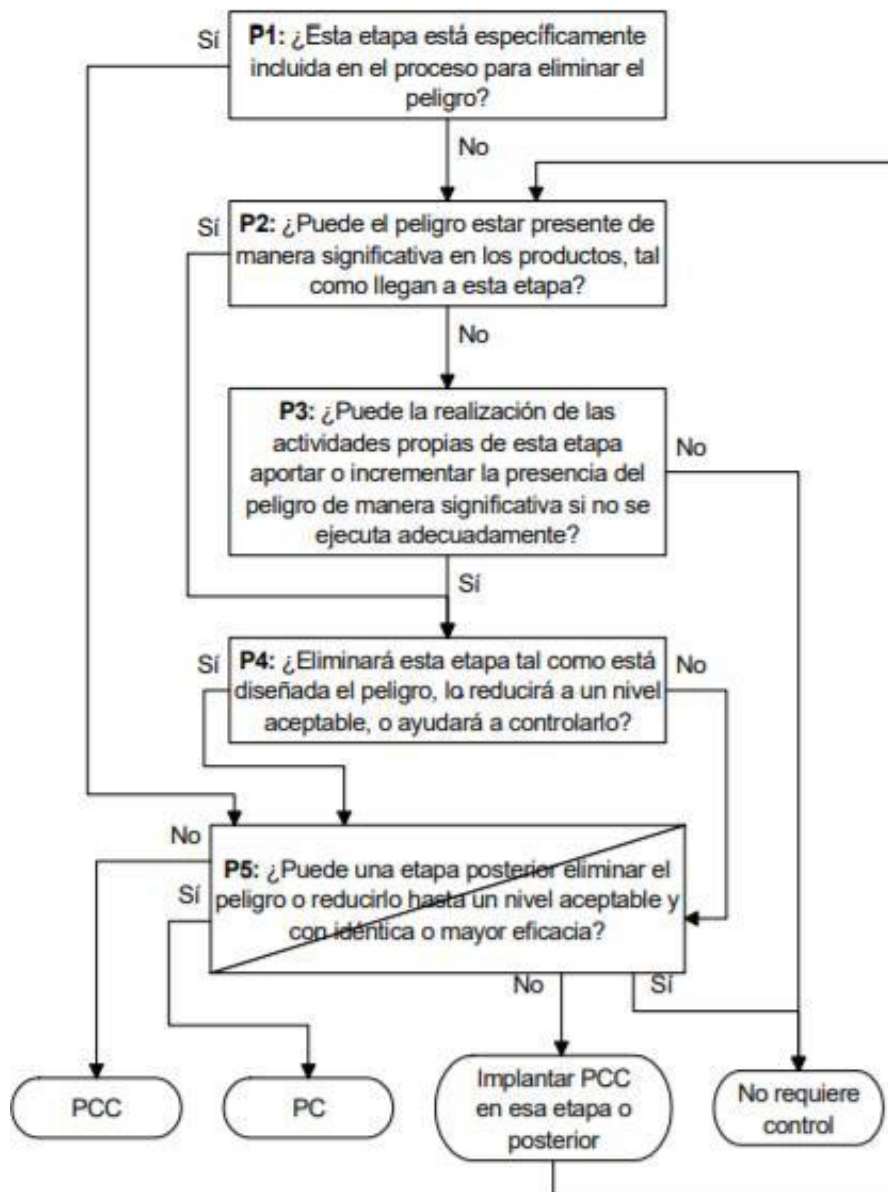 Sí
P1: ¿Esta etapa está específicamente
incluida en el proceso para eliminar el
peligro?
No
Sí
P2: ¿Puede el peligro estar presente de
manera significativa en los productos, tal
como llegan a esta etapa?
No
P3: ¿Puede la realización de las
actividades propias de esta etapa
aportar o incrementar la presencia del
peligro de manera significativa si no se
ejecuta adecuadamente?
No
Sí
Sí
P4: ¿Eliminará esta etapa tal como está
diseñada el peligro, lo reducirá a un nivel
aceptable, o ayudará a controlarlo?
No
No
Sí
P5: ¿Puede una etapa posterior eliminar el
peligro o reducirlo hasta un nivel aceptable y
con idéntica o mayor eficacia?
No
Sí
PCC
PC
Implantar PCC
en esa etapa o
posterior
No requiere
control